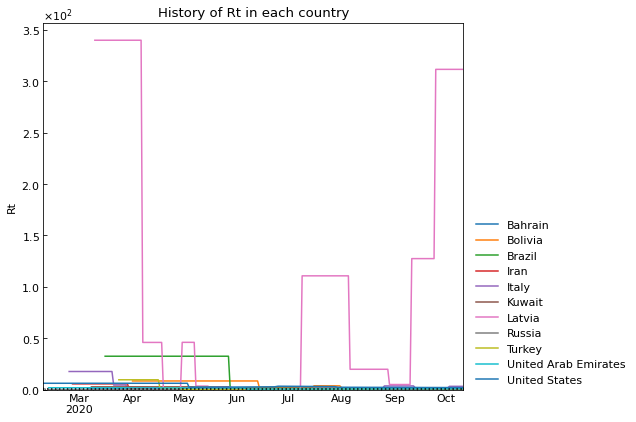 History of Rt in each country
×10²
3.5
3.0
2.5
2.0
1.5
1.0
0.5
0.0
Rt
Mar Apr May Jun Jul Aug Sep Oct
2020
Bahrain
Bolivia
Brazil
Iran
Italy
Kuwait
Latvia
Russia
Turkey
United Arab Emirates
United States